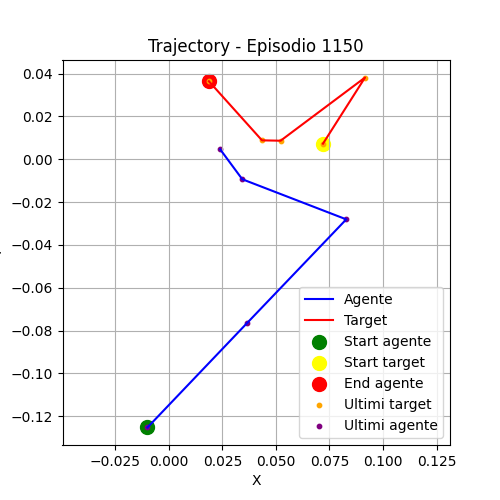 Trajectory - Episodio 1150
0.04
0.02
0.00
−0.02
−0.04
−0.06
−0.08
−0.10
−0.12
Agente
Target
Start agente
Start target
End agente
Ultimi target
Ultimi agente
−0.025 0.000 0.025 0.050 0.075 0.100 0.125
X